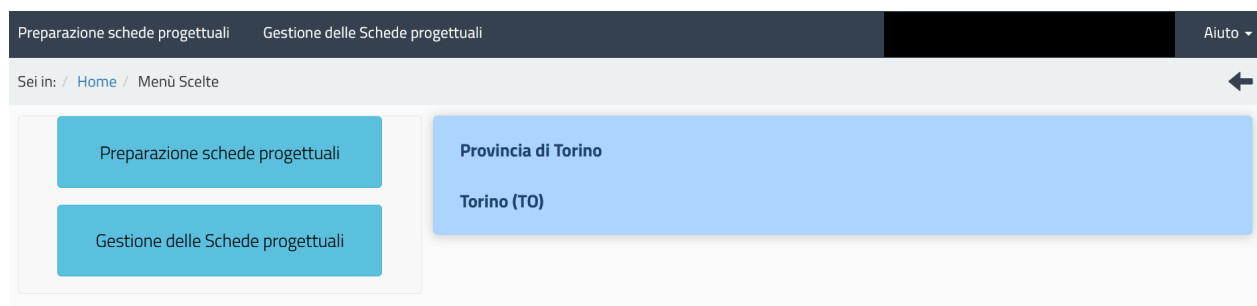 Preparazione schede progettuali Gestione delle Schede progettuali Aiuto
Sei in: / Home / Menù Scelte
Preparazione schede progettuali
Gestione delle Schede progettuali
Provincia di Torino
Torino (TO)